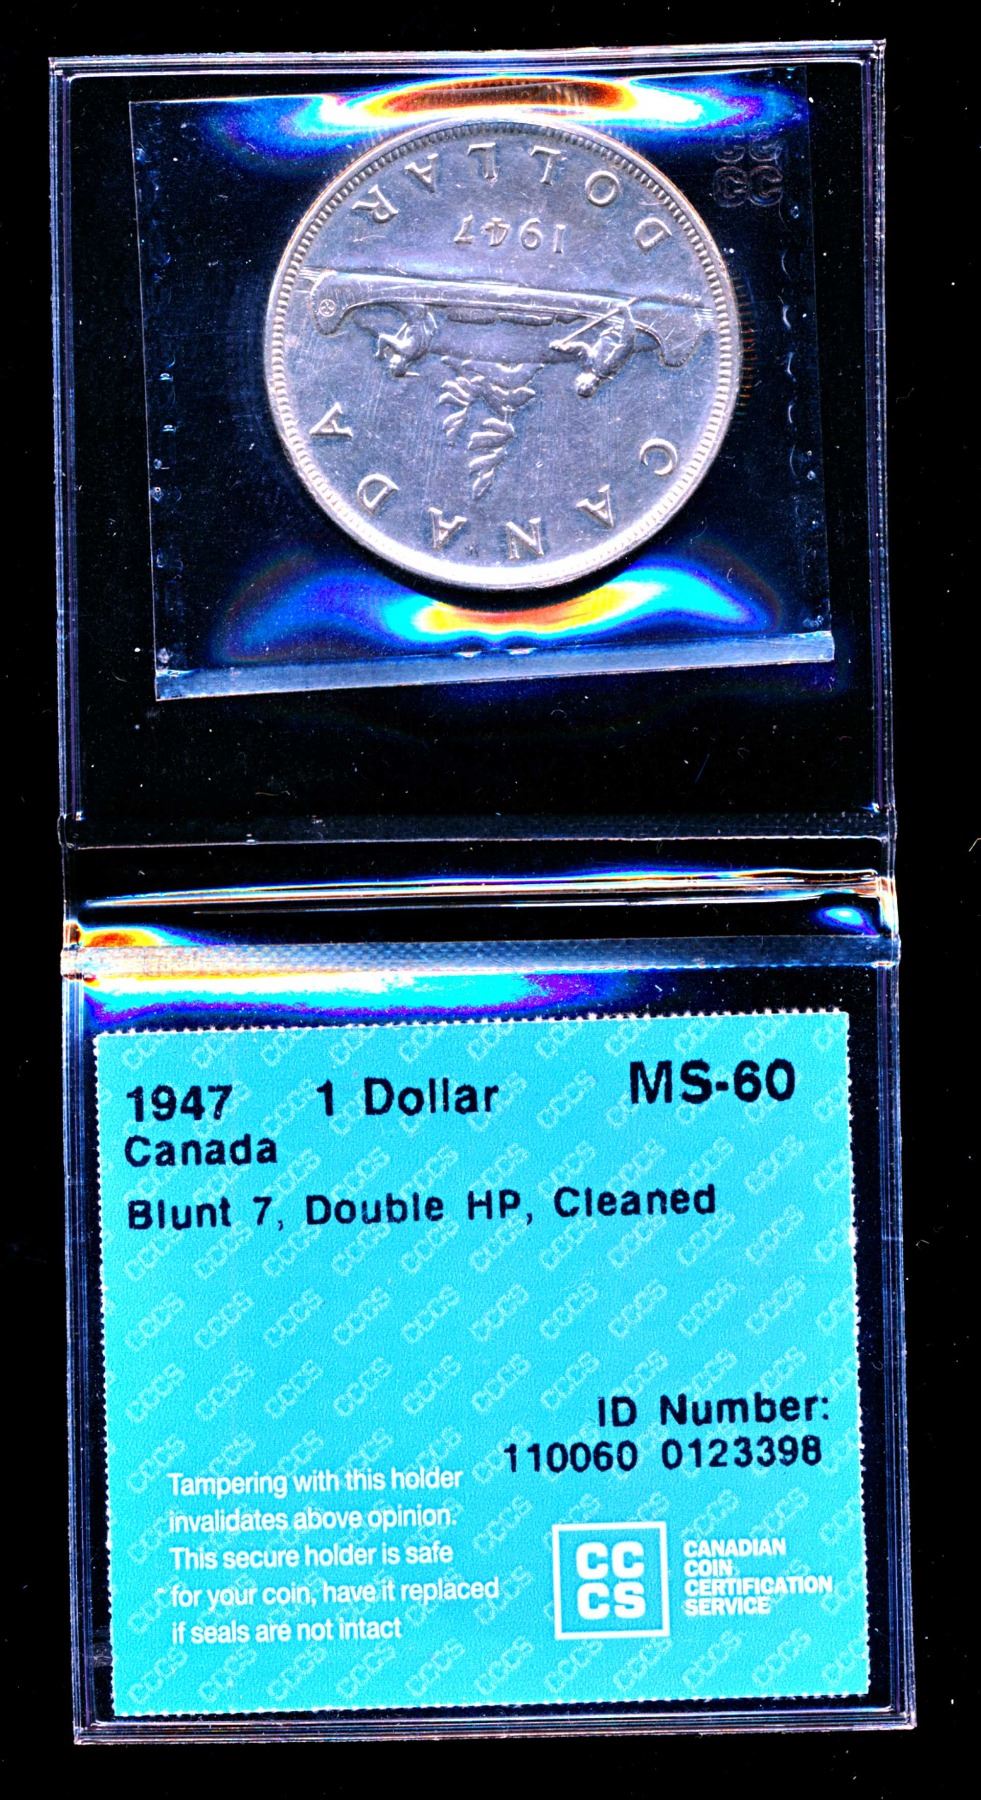 CANADA
1947
DOLLAR
1947 1 Dollar MS-60
Canada
Blunt 7, Double HP, Cleaned
ID Number:
110060 0123398
Tampering with this holder
invalidates above opinion.
This secure holder is safe
for your coin, have it replaced
if seals are not intact
CC
CS
CANADIAN
COIN
CERTIFICATION
SERVICE